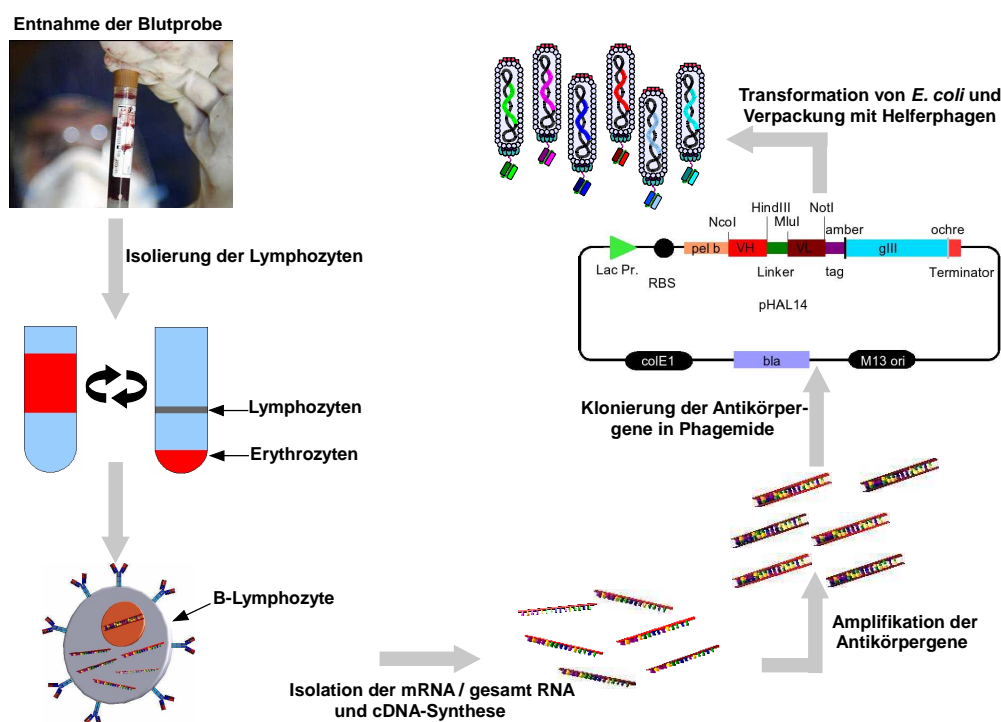 Entnahme der Blutprobe
Isolierung der Lymphozyten
Lymphozyten
Erythrozyten
B-Lymphozyte
Isolation der mRNA / gesamt RNA
und cDNA-Synthese
Amplifikation der
Antikörpergene
Klonierung der Antikörper-
gene in Phagemide
HindIII NotI
NcoI MluI amber ochre
Lac Pr. RBS pel b VH Linker VL tag gIII Terminator
pHAL14
colE1 bla M13 ori
Transformation von E. coli und
Verpackung mit Helferphagen